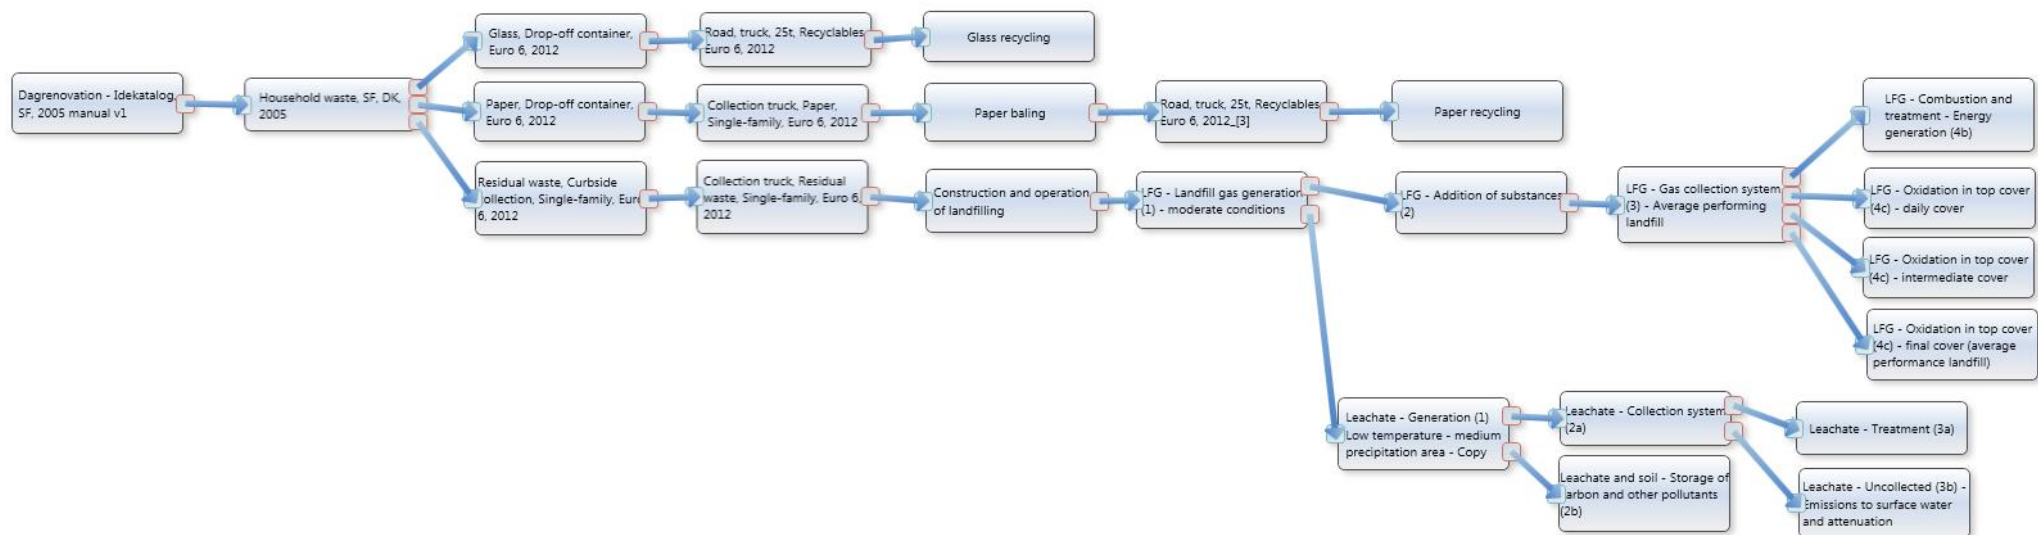 Glass, Drop-off container,
Euro 6, 2012
Road, truck, 25t, Recyclables
Euro 6, 2012
Glass recycling
Dagrenovation - Idekatalog,
SF, 2005 manual v1
Household waste, SF, DK,
2005
Paper, Drop-off container,
Euro 6, 2012
Collection truck, Paper,
Single-family, Euro 6, 2012
Paper baling
Road, truck, 25t, Recyclables
Euro 6, 2012_[3]
Paper recycling
Residual waste, Curbside
collection, Single-family, Euro
6, 2012
Collection truck, Residual
waste, Single-family, Euro 6,
2012
Construction and operation
of landfilling
LFG - Landfill gas generation
(1) - moderate conditions
LFG - Addition of substances
(2)
LFG - Gas collection system
(3) - Average performing
landfill
LFG - Combustion and
treatment - Energy
generation (4b)
LFG - Oxidation in top cover
(4c) - daily cover
LFG - Oxidation in top cover
(4c) - intermediate cover
LFG - Oxidation in top cover
(4c) - final cover (average
performance landfill)
Leachate - Generation (1)
Low temperature - medium
precipitation area - Copy
Leachate - Collection system
(2a)
Leachate - Treatment (3a)
Leachate and soil - Storage of
carbon and other pollutants
(2b)
Leachate - Uncollected (3b) -
Emissions to surface water
and attenuation